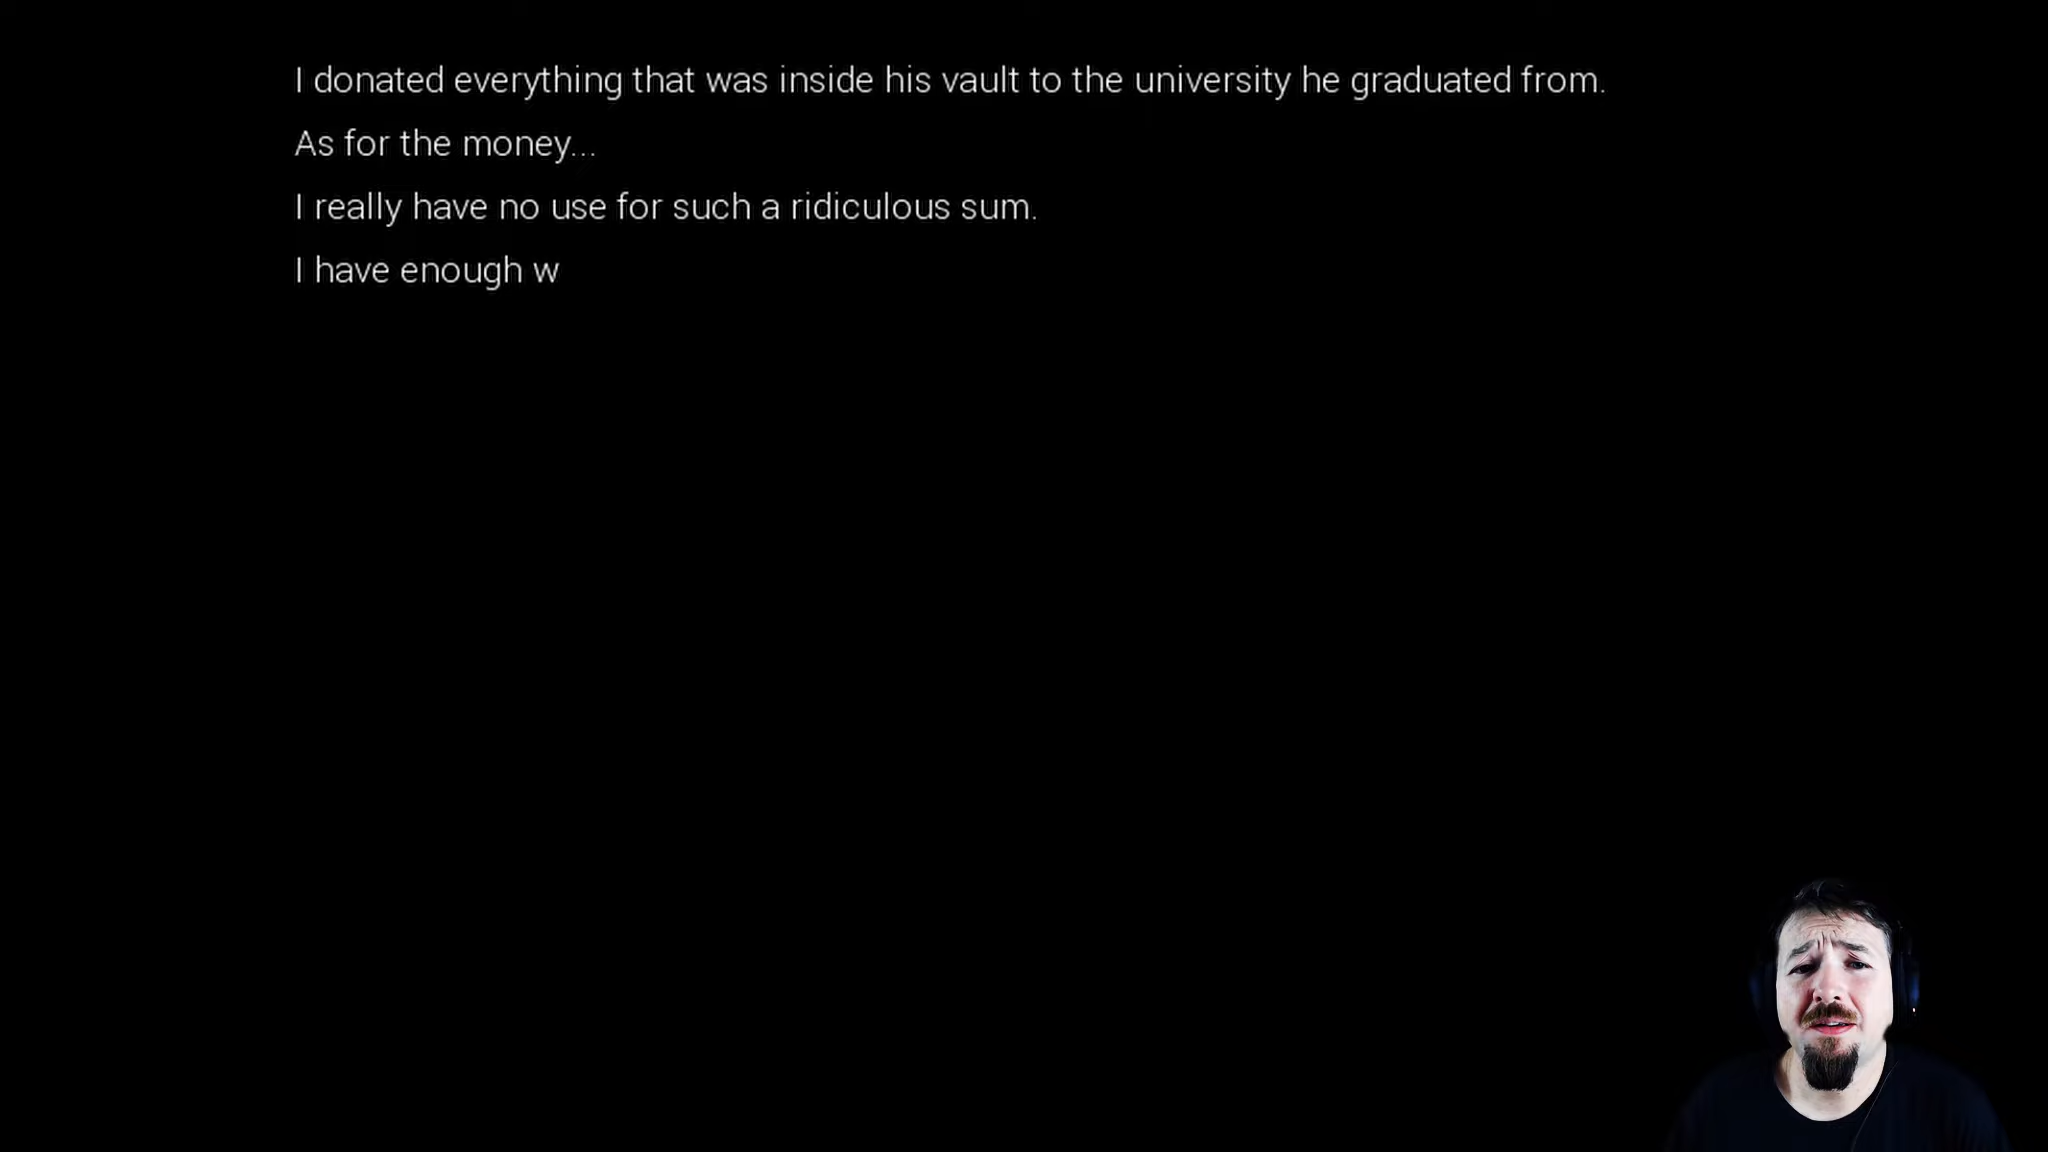 I donated everything that was inside his vault to the university he graduated from.
As for the money...
I really have no use for such a ridiculous sum.
I have enough w